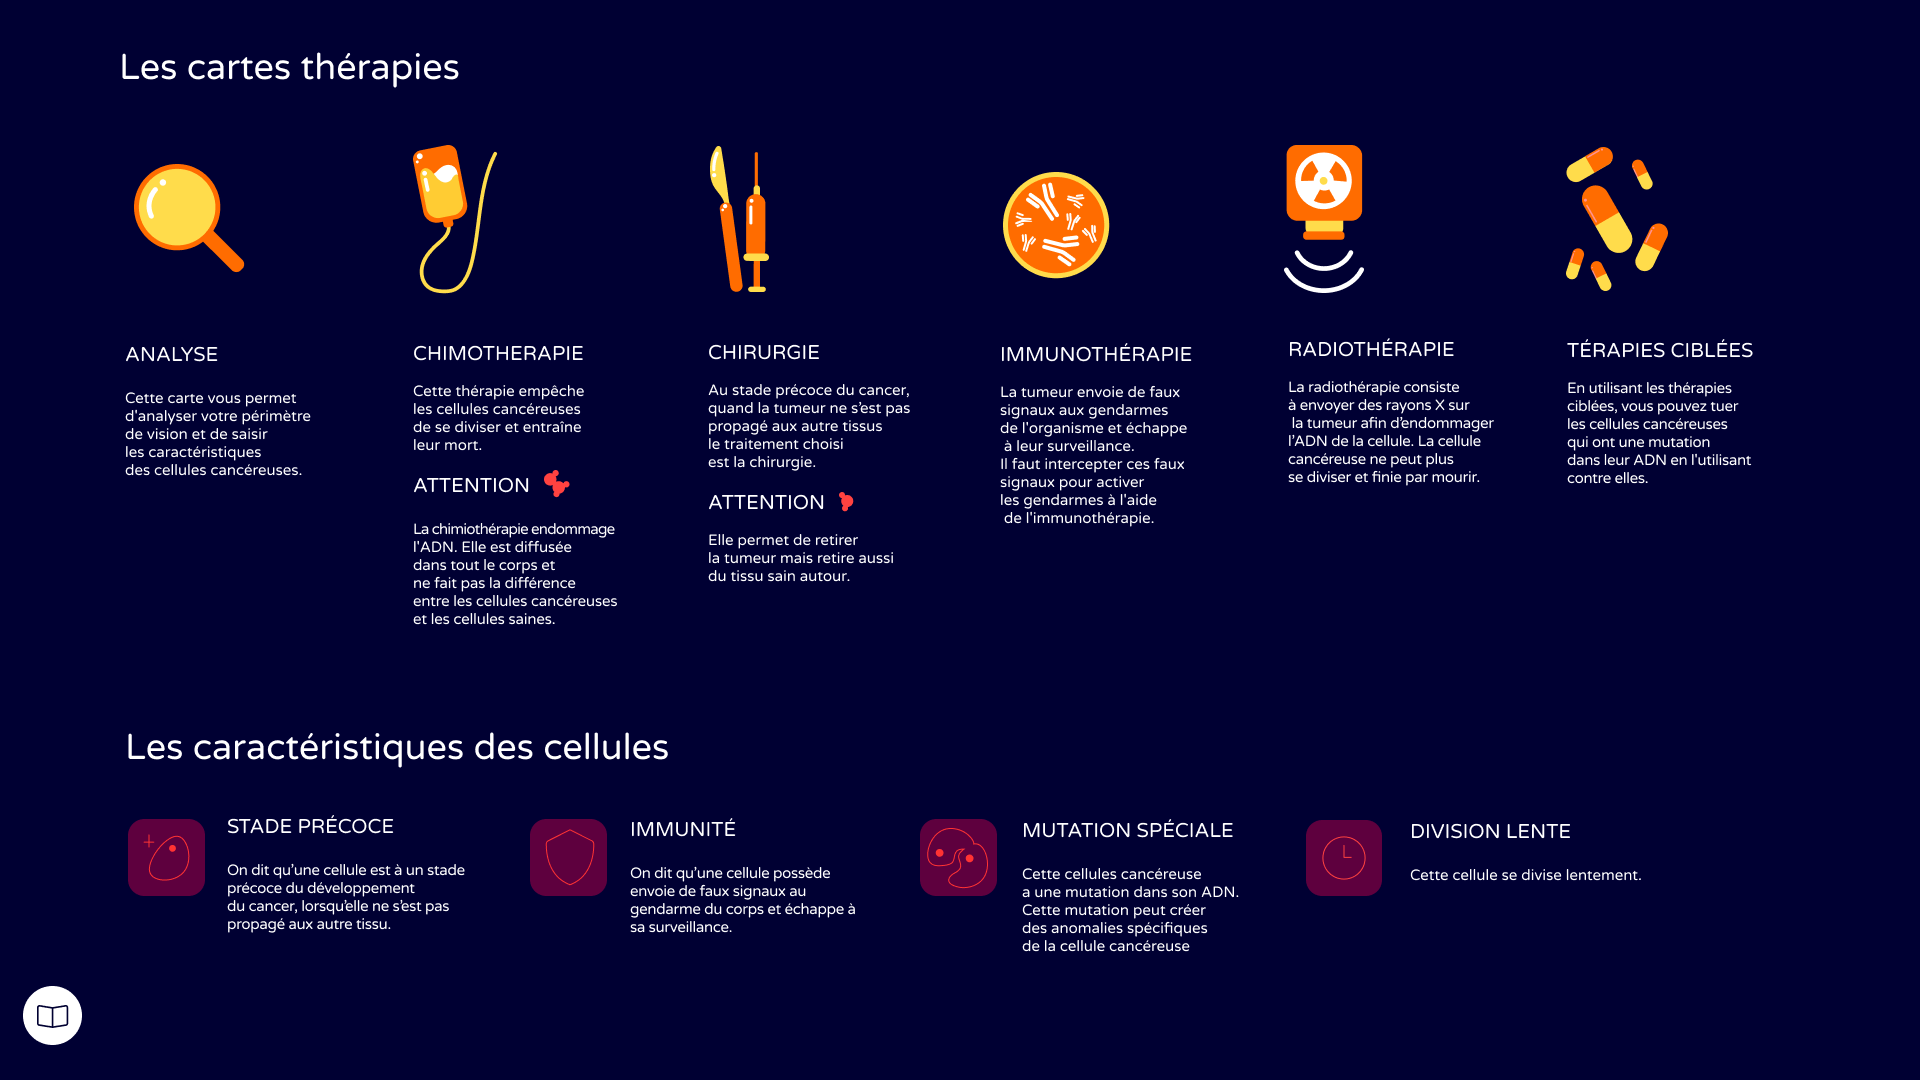 Les cartes thérapies
ANALYSE
Cette carte vous permet
d'analyser votre périmètre
de vision et de saisir
les caractéristiques
des cellules cancéreuses.
CHIMOTHERAPIE
Cette thérapie empêche
les cellules cancéreuses
de se diviser et entraîne
leur mort.
ATTENTION
La chimiothérapie endommage
l'ADN. Elle est diffusée
dans tout le corps et
ne fait pas la différence
entre les cellules cancéreuses
et les cellules saines.
CHIRURGIE
Au stade précoce du cancer,
quand la tumeur ne s’est pas
propagé aux autre tissus
le traitement choisi
est la chirurgie.
ATTENTION
Elle permet de retirer
la tumeur mais retire aussi
du tissu sain autour.
IMMUNOTHÉRAPIE
La tumeur envoie de faux
signaux aux gendarmes
de l'organisme et échappe
à leur surveillance.
Il faut intercepter ces faux
signaux pour activer
les gendarmes à l'aide
de l'immunothérapie.
RADIOTHÉRAPIE
La radiothérapie consiste
à envoyer des rayons X sur
la tumeur afin d’endommager
l’ADN de la cellule. La cellule
cancéreuse ne peut plus
se diviser et finie par mourir.
TÉRAPIES CIBLÉES
En utilisant les thérapies
ciblées, vous pouvez tuer
les cellules cancéreuses
qui ont une mutation
dans leur ADN en l'utilisant
contre elles.
Les caractéristiques des cellules
STADE PRÉCOCE
On dit qu’une cellule est à un stade
précoce du développement
du cancer, lorsqu’elle ne s’est pas
propagé aux autre tissu.
IMMUNITÉ
On dit qu’une cellule possède
envoie de faux signaux au
gendarme du corps et échappe à
sa surveillance.
MUTATION SPÉCIALE
Cette cellules cancéreuse
a une mutation dans son ADN.
Cette mutation peut créer
des anomalies spécifiques
de la cellule cancéreuse
DIVISION LENTE
Cette cellule se divise lentement.